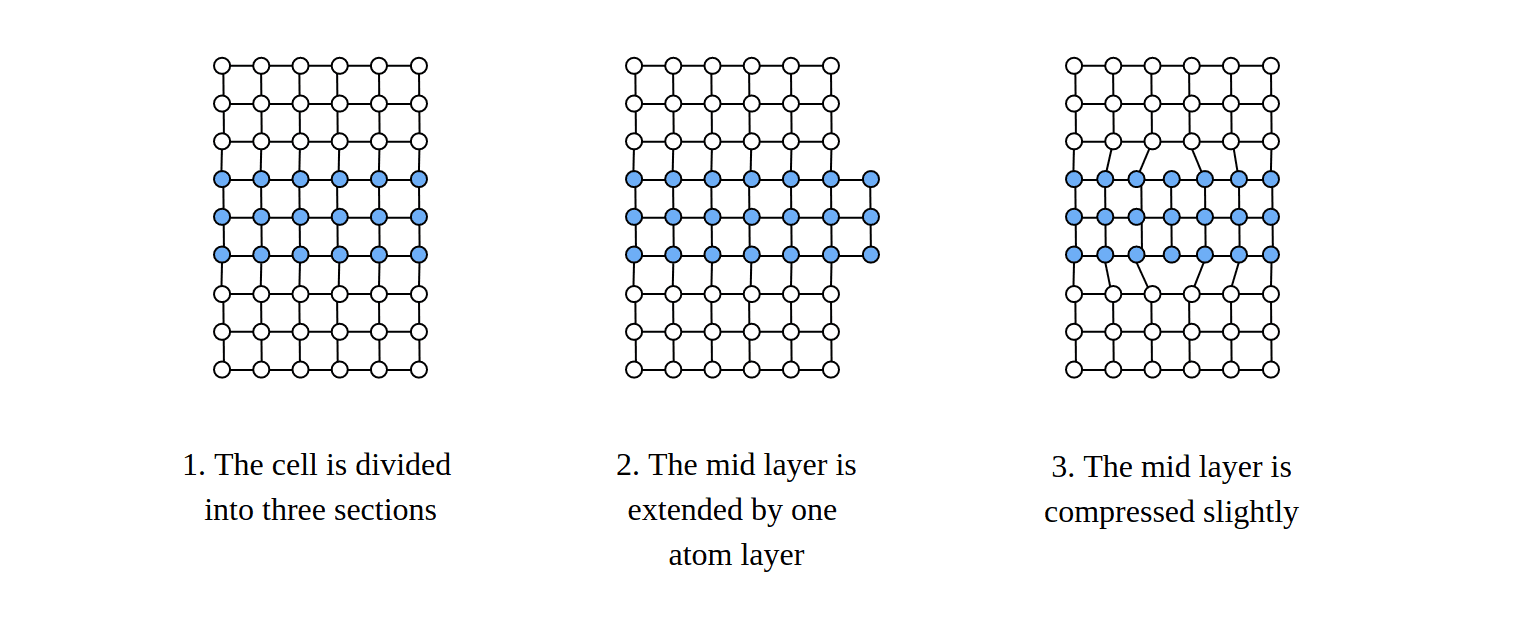 1. The cell is divided
into three sections
2. The mid layer is
extended by one
atom layer
3. The mid layer is
compressed slightly